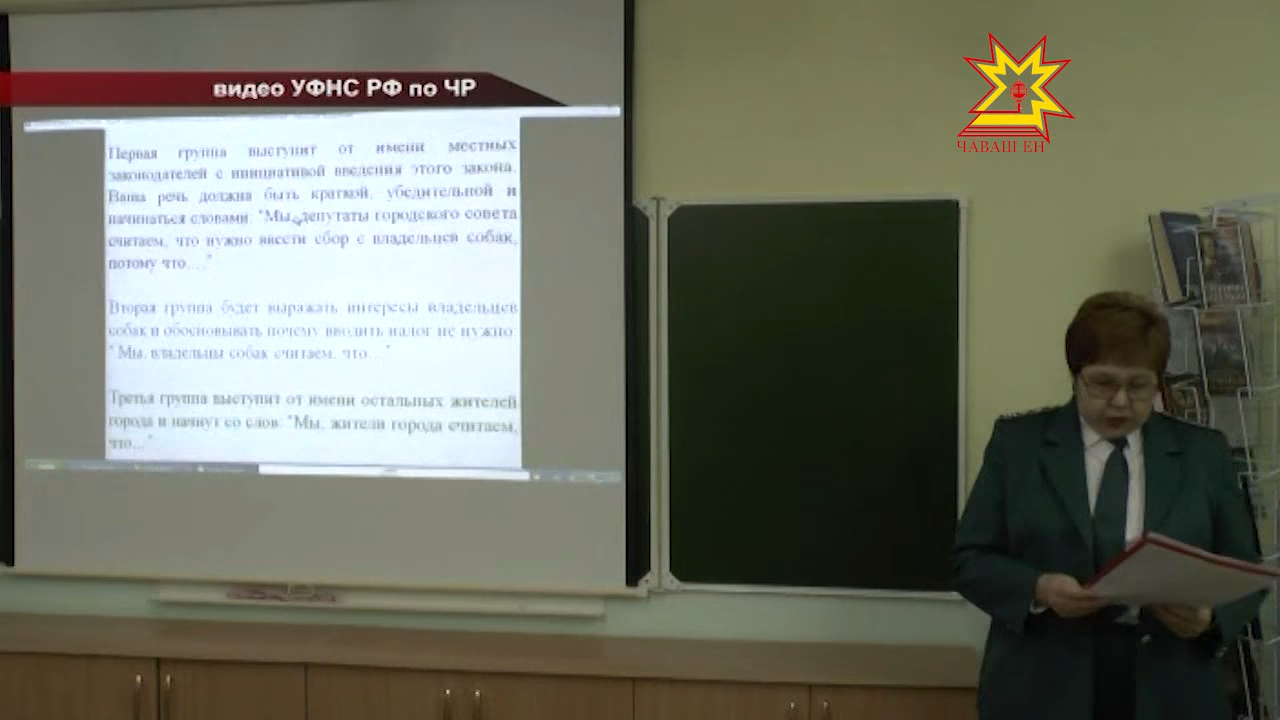 видео УФНС РФ по ЧР
ЧАВАШ ЕН
Первая группа выступит от имени местных
законодателей с инициативой введения этого закона.
Ваша речь должна быть краткой, убедительной и
начинаться словами: "Мы, депутаты городского совета
считаем, что нужно ввести сбор с владельцев собак,
потому что...."
Вторая группа будет выражать интересы владельцев
собак и обосновывать почему вводить налог не нужно:
"Мы, владельцы собак считаем, что..."
Третья группа выступит от имени остальных жителей
города и начнут со слов: "Мы, жители города считаем,
что..."